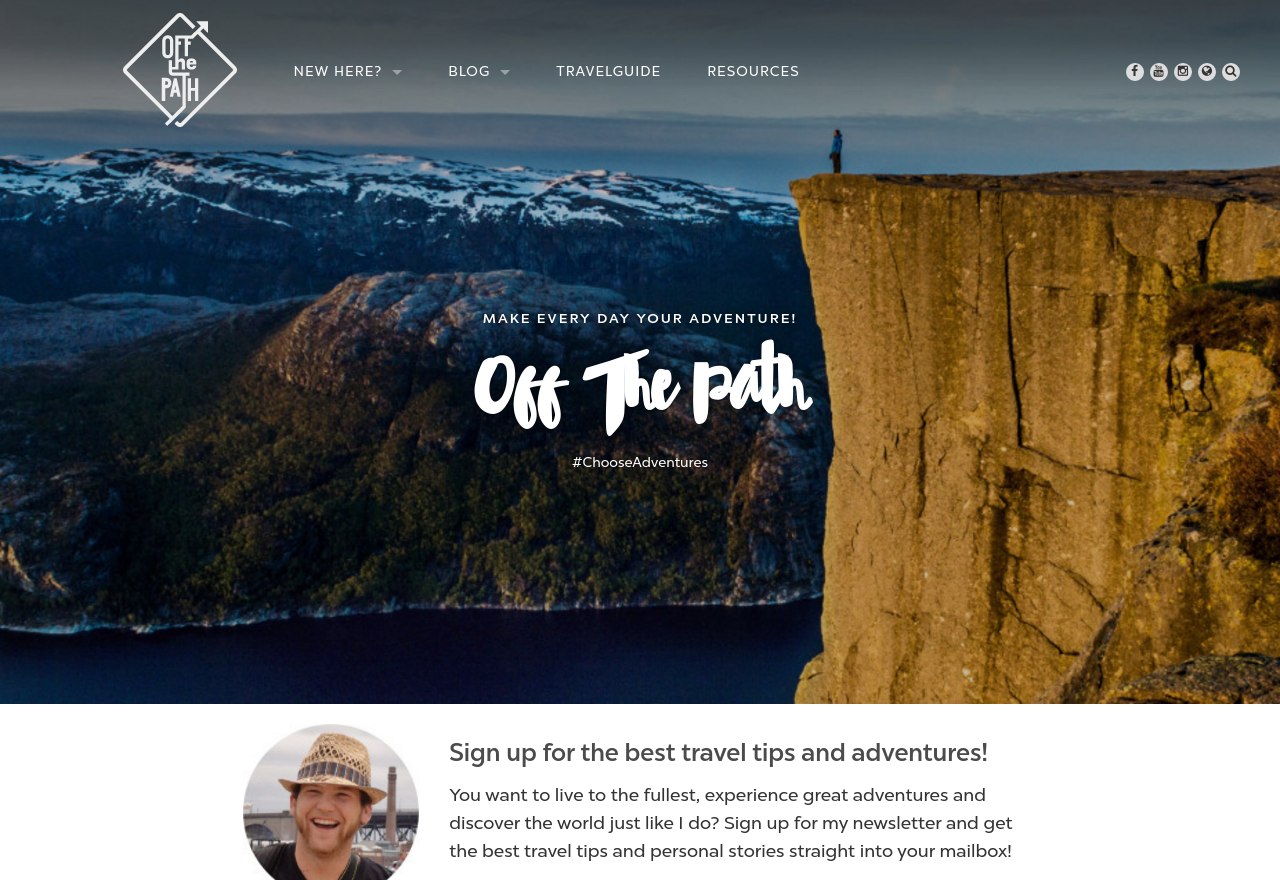 OFF
the
PATH
NEW HERE?
BLOG
TRAVELGUIDE
RESOURCES
MAKE EVERY DAY YOUR ADVENTURE!
Off The Path
#ChooseAdventures
Sign up for the best travel tips and adventures!
You want to live to the fullest, experience great adventures and
discover the world just like I do? Sign up for my newsletter and get
the best travel tips and personal stories straight into your mailbox!